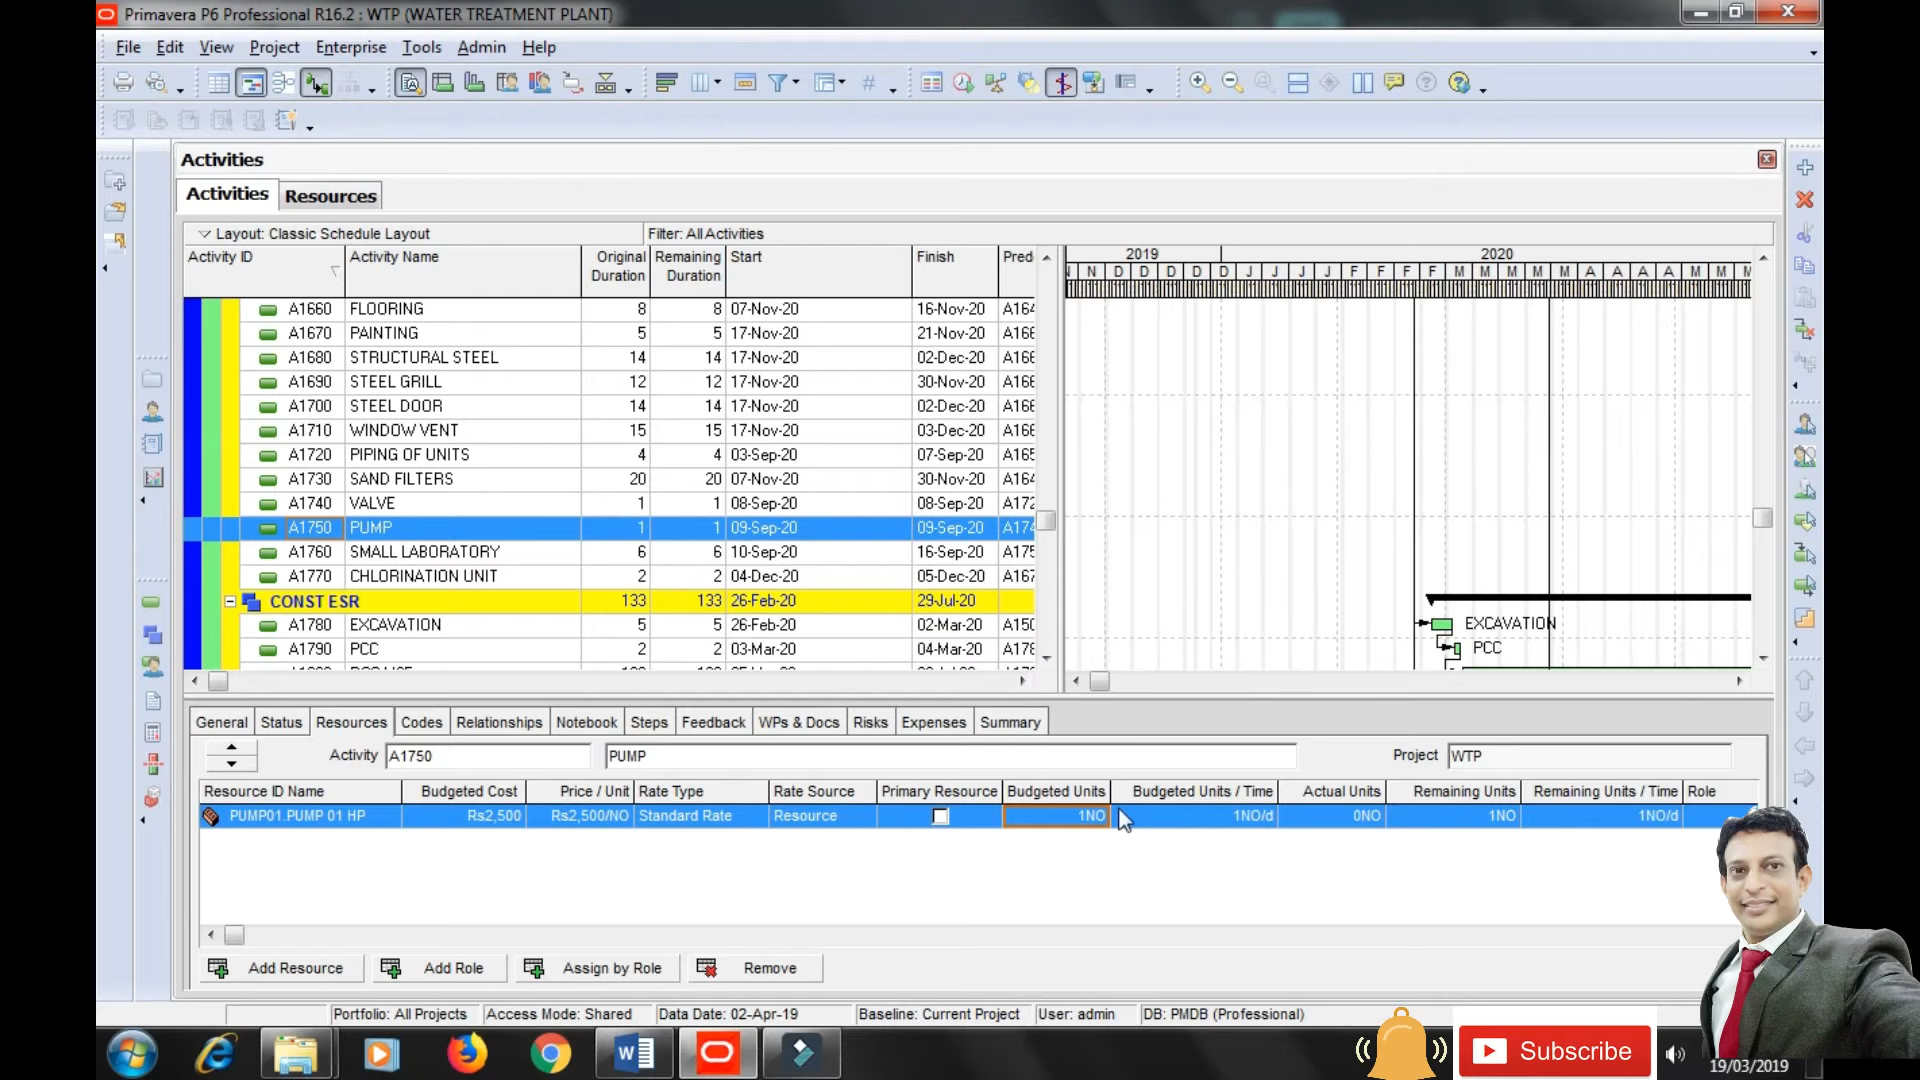 Primavera P6 Professional R16.2 : WTP (WATER TREATMENT PLANT)
File Edit View Project Enterprise Tools Admin Help
Activities
Activities Resources
Layout: Classic Schedule Layout Filter: All Activities
Activity ID Activity Name Original Duration Remaining Duration Start Finish Pred
2019 2020
N D D D D D J J J J F F F F M M M M M A A A A M M M
A1660 FLOORING 8 8 07-Nov-20 16-Nov-20 A164
A1670 PAINTING 5 5 17-Nov-20 21-Nov-20 A166
A1680 STRUCTURAL STEEL 14 14 17-Nov-20 02-Dec-20 A166
A1690 STEEL GRILL 12 12 17-Nov-20 30-Nov-20 A166
A1700 STEEL DOOR 14 14 17-Nov-20 02-Dec-20 A166
A1710 WINDOW VENT 15 15 17-Nov-20 03-Dec-20 A166
A1720 PIPING OF UNITS 4 4 03-Sep-20 07-Sep-20 A165
A1730 SAND FILTERS 20 20 07-Nov-20 30-Nov-20 A164
A1740 VALVE 1 1 08-Sep-20 08-Sep-20 A172
A1750 PUMP 1 1 09-Sep-20 09-Sep-20 A174
A1760 SMALL LABORATORY 6 6 10-Sep-20 16-Sep-20 A175
A1770 CHLORINATION UNIT 2 2 04-Dec-20 05-Dec-20 A167
CONST ESR 133 133 26-Feb-20 29-Jul-20
A1780 EXCAVATION 5 5 26-Feb-20 02-Mar-20 A150 EXCAVATION
A1790 PCC 2 2 03-Mar-20 04-Mar-20 A178 PCC
General Status Resources Codes Relationships Notebook Steps Feedback WPs & Docs Risks Expenses Summary
Activity A1750 PUMP Project WTP
Resource ID Name Budgeted Cost Price / Unit Rate Type Rate Source Primary Resource Budgeted Units Budgeted Units / Time Actual Units Remaining Units Remaining Units / Time Role
PUMP01.PUMP 01 HP Rs2,500 Rs2,500/NO Standard Rate Resource 1NO 1NO/d 0NO 1NO 1NO/d
Add Resource Add Role Assign by Role Remove
Portfolio: All Projects Access Mode: Shared Data Date: 02-Apr-19 Baseline: Current Project User: admin DB: PMDB (Professional)
Subscribe
19/03/2019